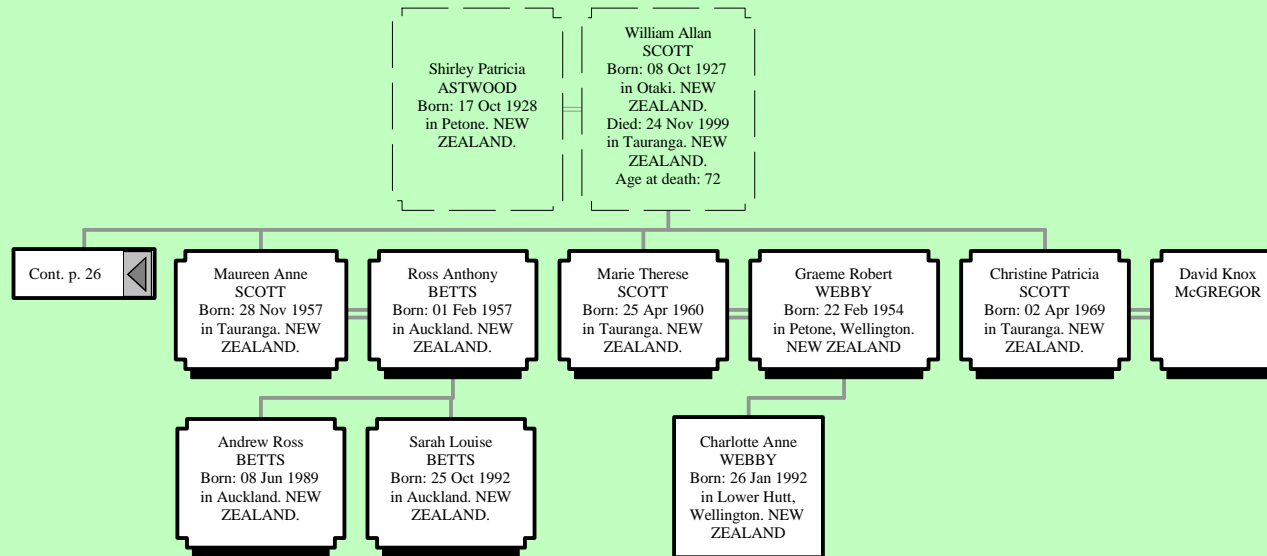 Shirley Patricia
ASTWOOD
Born: 17 Oct 1928
in Petone. NEW
ZEALAND.
William Allan
SCOTT
Born: 08 Oct 1927
in Otaki. NEW
ZEALAND.
Died: 24 Nov 1999
in Tauranga. NEW
ZEALAND.
Age at death: 72
Cont. p. 26
Maureen Anne
SCOTT
Born: 28 Nov 1957
in Tauranga. NEW
ZEALAND.
Ross Anthony
BETTS
Born: 01 Feb 1957
in Auckland. NEW
ZEALAND.
Marie Therese
SCOTT
Born: 25 Apr 1960
in Tauranga. NEW
ZEALAND.
Graeme Robert
WEBBY
Born: 22 Feb 1954
in Petone, Wellington.
NEW ZEALAND
Christine Patricia
SCOTT
Born: 02 Apr 1969
in Tauranga. NEW
ZEALAND.
David Knox
McGREGOR
Andrew Ross
BETTS
Born: 08 Jun 1989
in Auckland. NEW
ZEALAND.
Sarah Louise
BETTS
Born: 25 Oct 1992
in Auckland. NEW
ZEALAND.
Charlotte Anne
WEBBY
Born: 26 Jan 1992
in Lower Hutt,
Wellington. NEW
ZEALAND